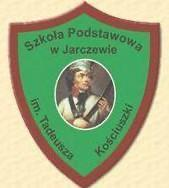 Szkoła Podstawowa
w Jarczewie
im. Tadeusza
Kościuszki